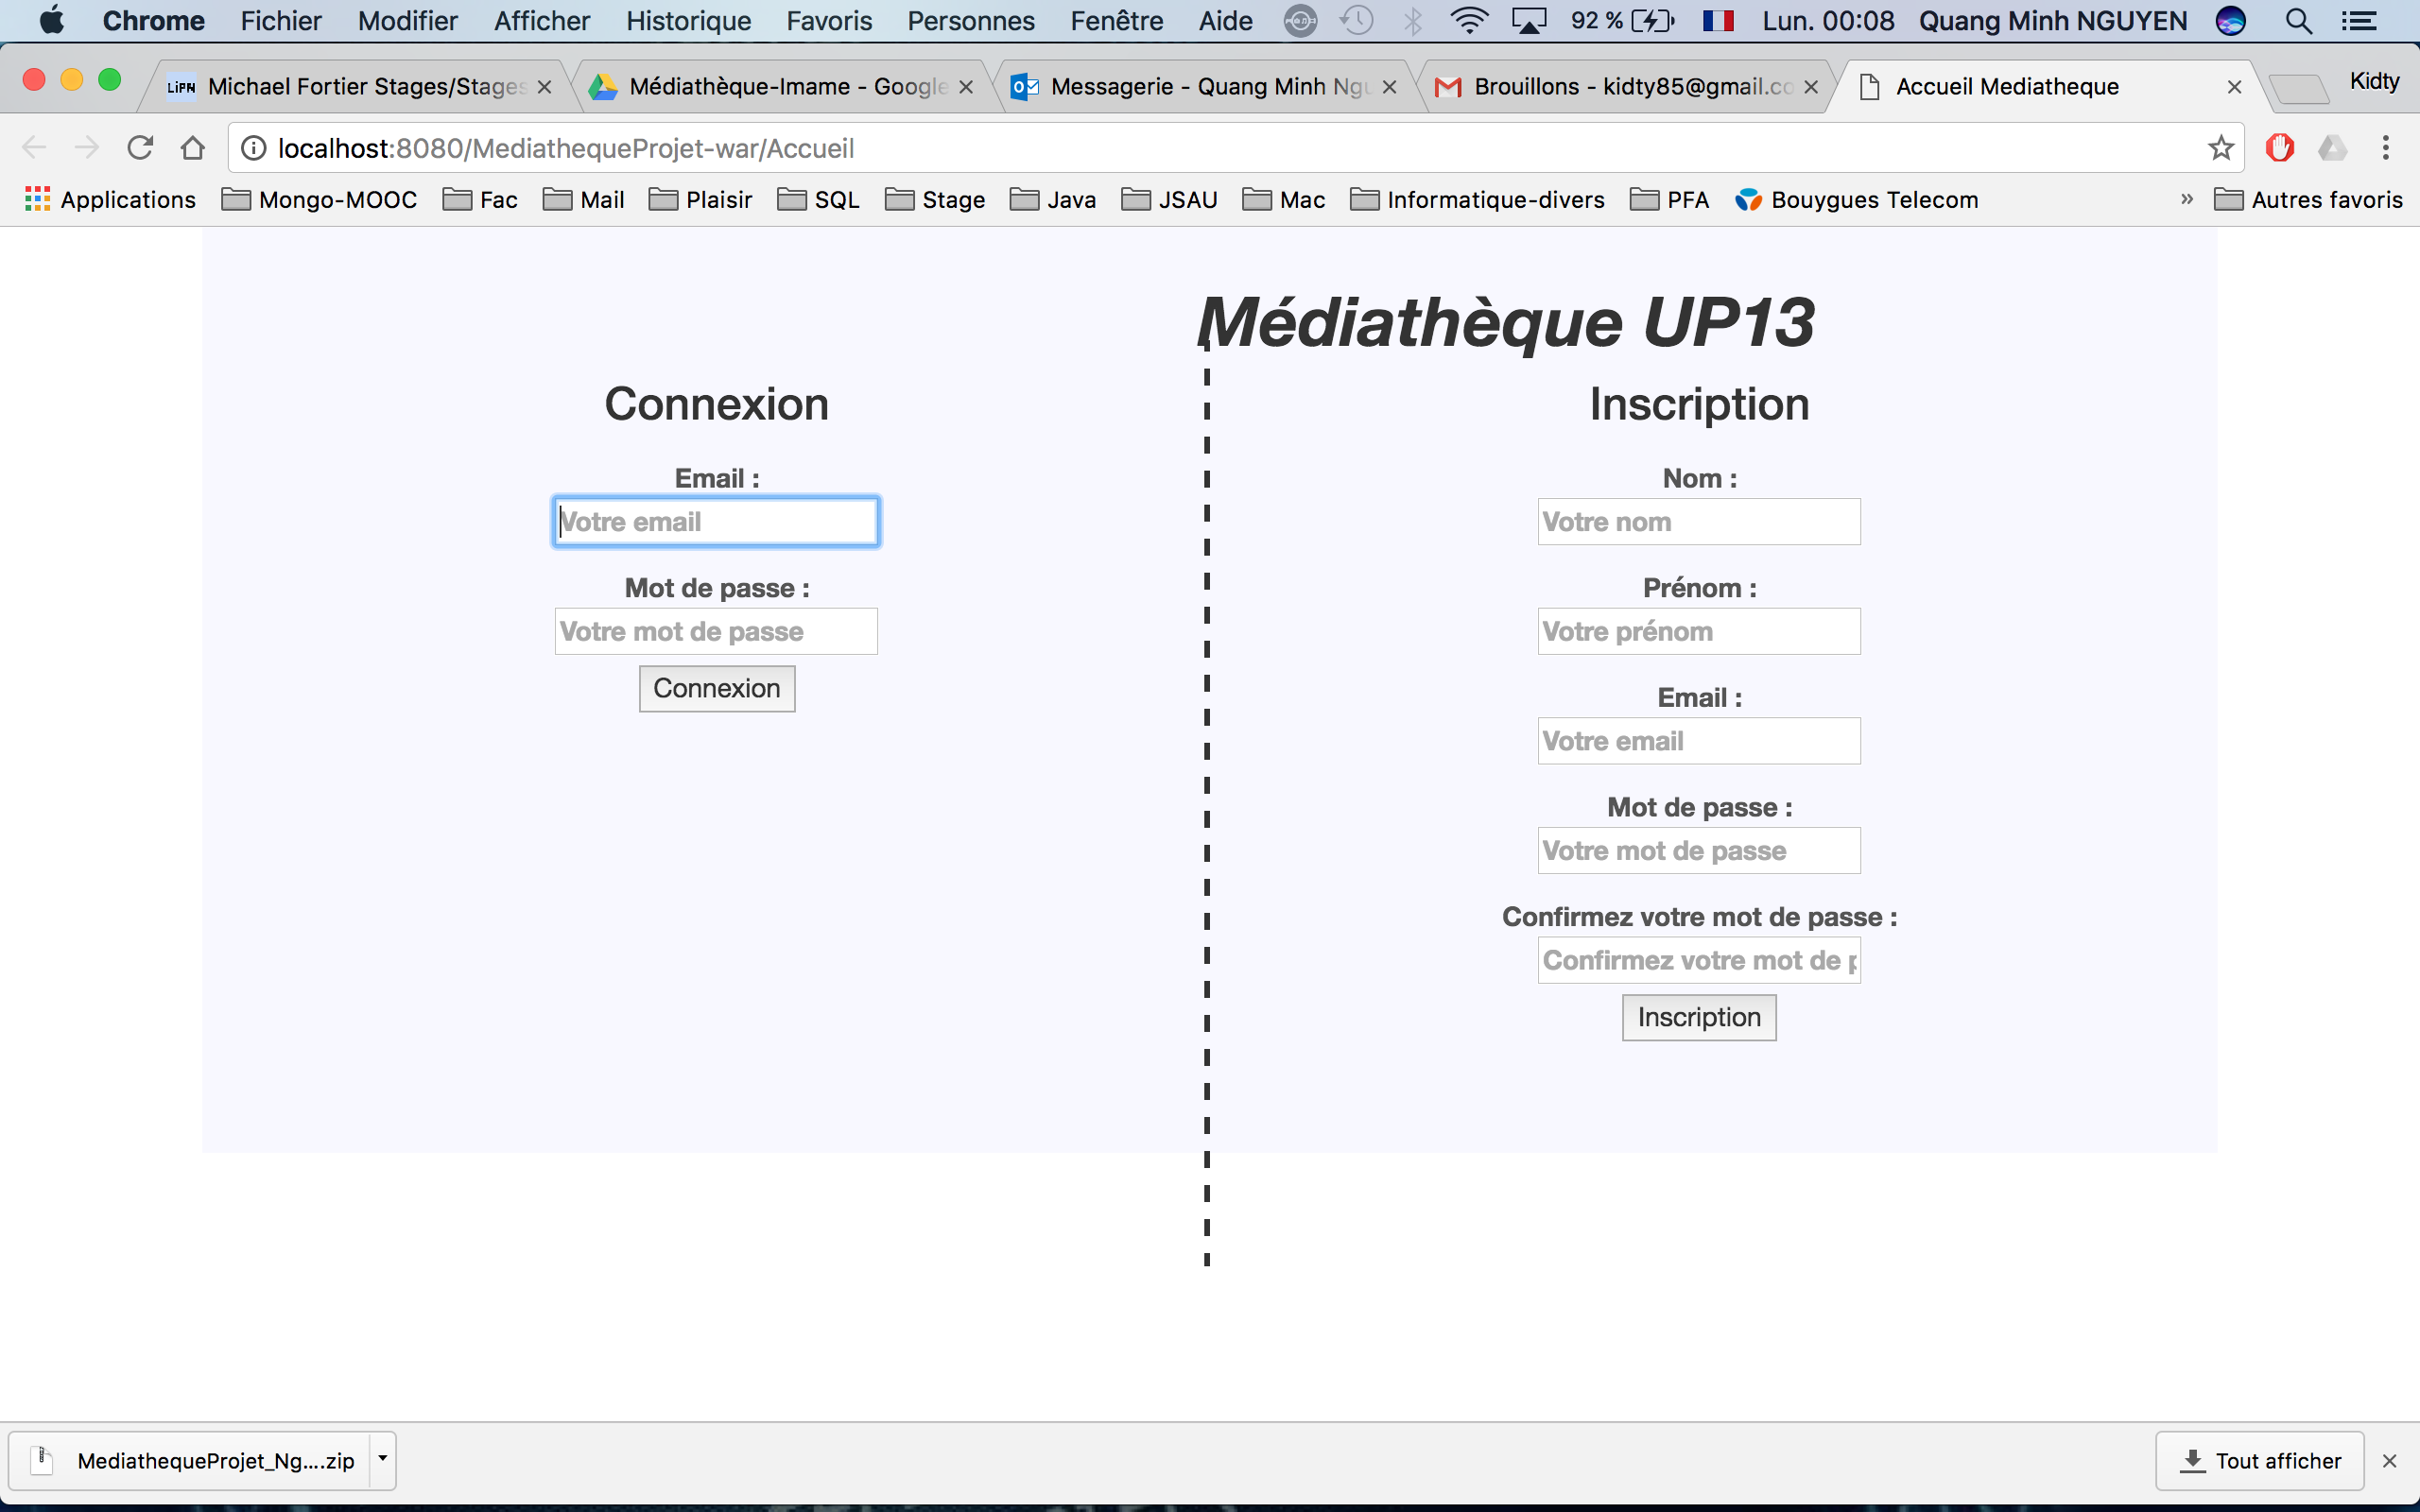 Chrome Fichier Modifier Afficher Historique Favoris Personnes Fenêtre Aide 92 % Lun. 00:08 Quang Minh NGUYEN
LIPN Michael Fortier Stages/Stages Médiathèque-Imame - Google Messagerie - Quang Minh Ngu Brouillons - kidty85@gmail.co Accueil Mediatheque Kidty
localhost:8080/MediathequeProjet-war/Accueil
Applications Mongo-MOOC Fac Mail Plaisir SQL Stage Java JSAU Mac Informatique-divers PFA Bouygues Telecom » Autres favoris
Médiathèque UP13
Connexion
Email :
Votre email
Mot de passe :
Votre mot de passe
Connexion
Inscription
Nom :
Votre nom
Prénom :
Votre prénom
Email :
Votre email
Mot de passe :
Votre mot de passe
Confirmez votre mot de passe :
Confirmez votre mot de p
Inscription
MediathequeProjet_Ng....zip Tout afficher